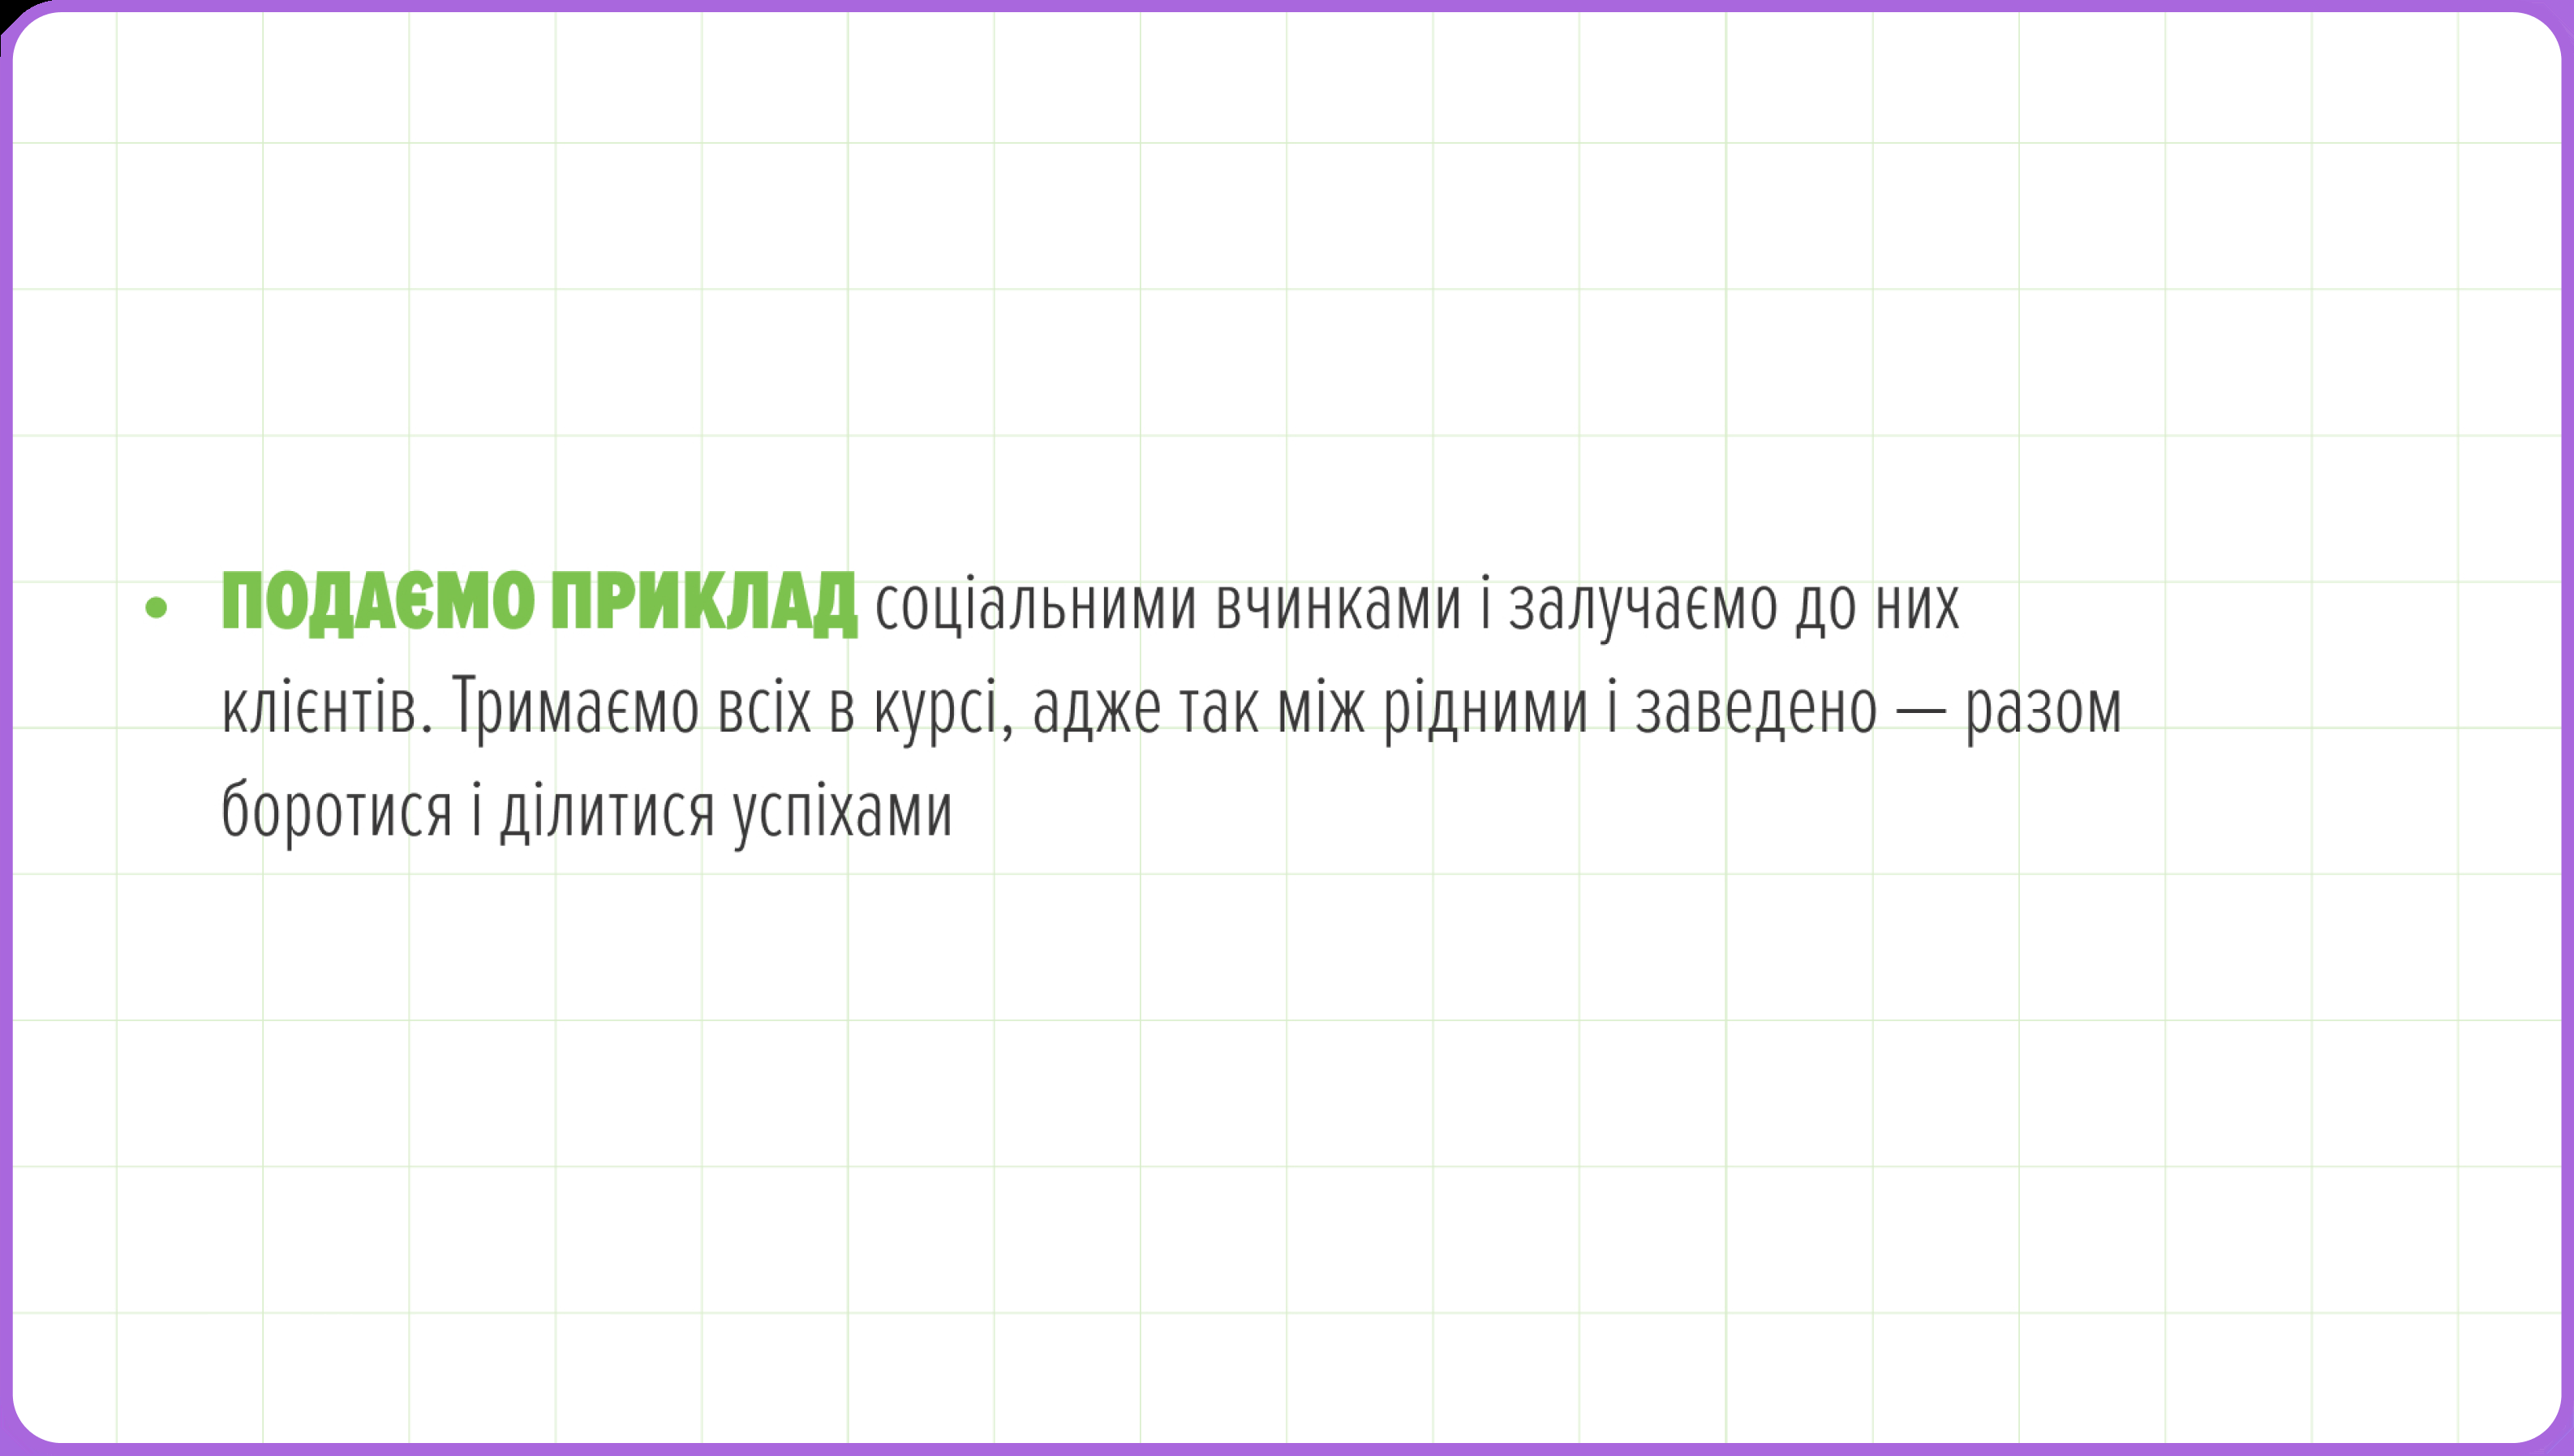 • ПОДАЄМО ПРИКЛАД соціальними вчинками і залучаємо до них
клієнтів. Тримаємо всіх в курсі, адже так між рідними і заведено — разом
боротися і ділитися успіхами